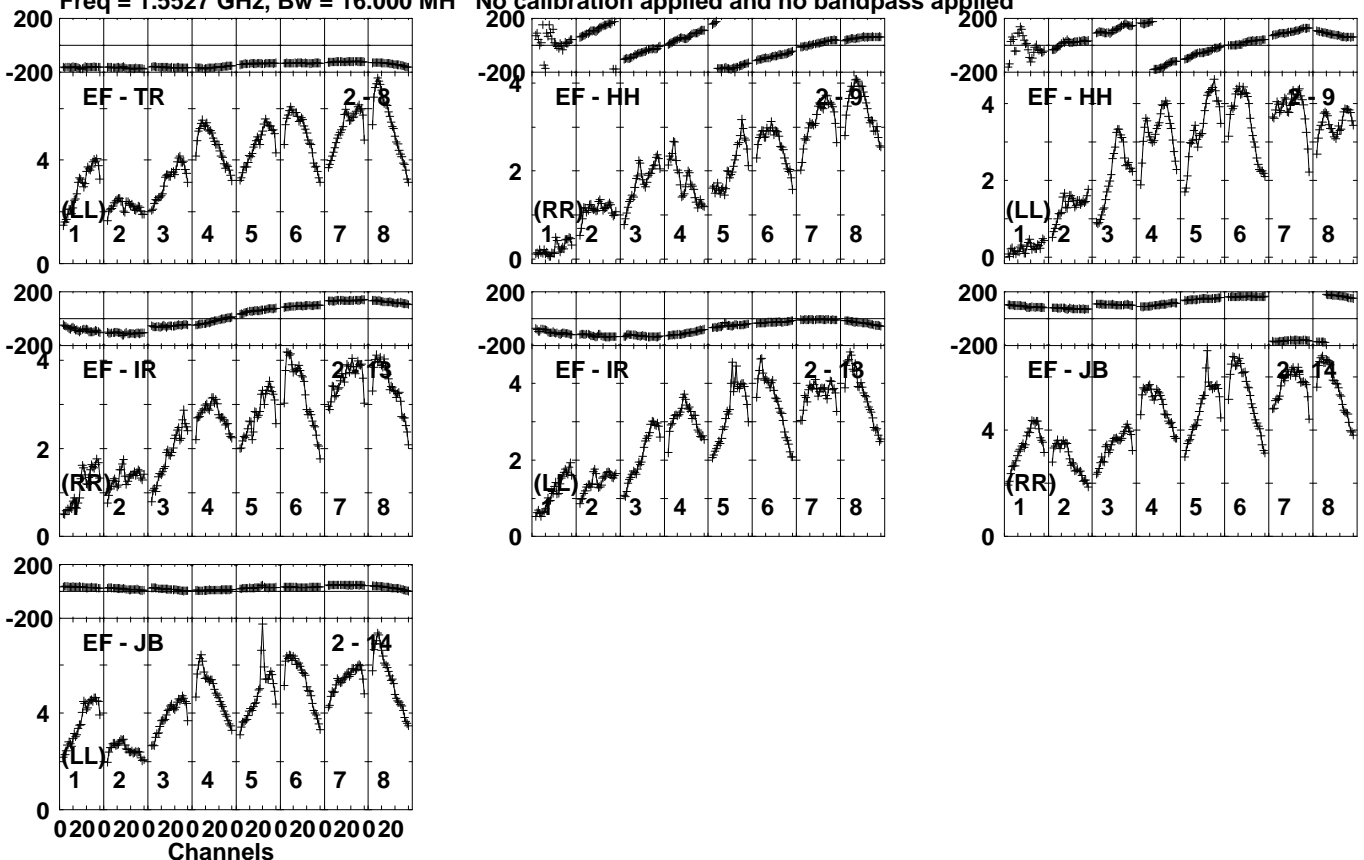 Freq = 1.5527 GHz, Bw = 16.000 MH No calibration applied and no bandpass applied
200
-200
EF - TR 2 - 8
4
(LL)
1 2 3 4 5 6 7 8
0
200
-200
4
EF - HH 2 - 9
2
(RR)
1 2 3 4 5 6 7 8
0
200
-200
4
EF - HH 2 - 9
2
(LL)
1 2 3 4 5 6 7 8
0
200
-200
4
EF - IR 2 - 13
2
(RR)
1 2 3 4 5 6 7 8
0
200
-200
EF - IR 2 - 13
4
2
(LL)
1 2 3 4 5 6 7 8
0
200
-200
EF - JB 2 - 14
4
(RR)
1 2 3 4 5 6 7 8
0
200
-200
EF - JB 2 - 14
4
(LL)
1 2 3 4 5 6 7 8
0
0 20 0 20 0 20 0 20 0 20 0 20 0 20 0 20
Channels